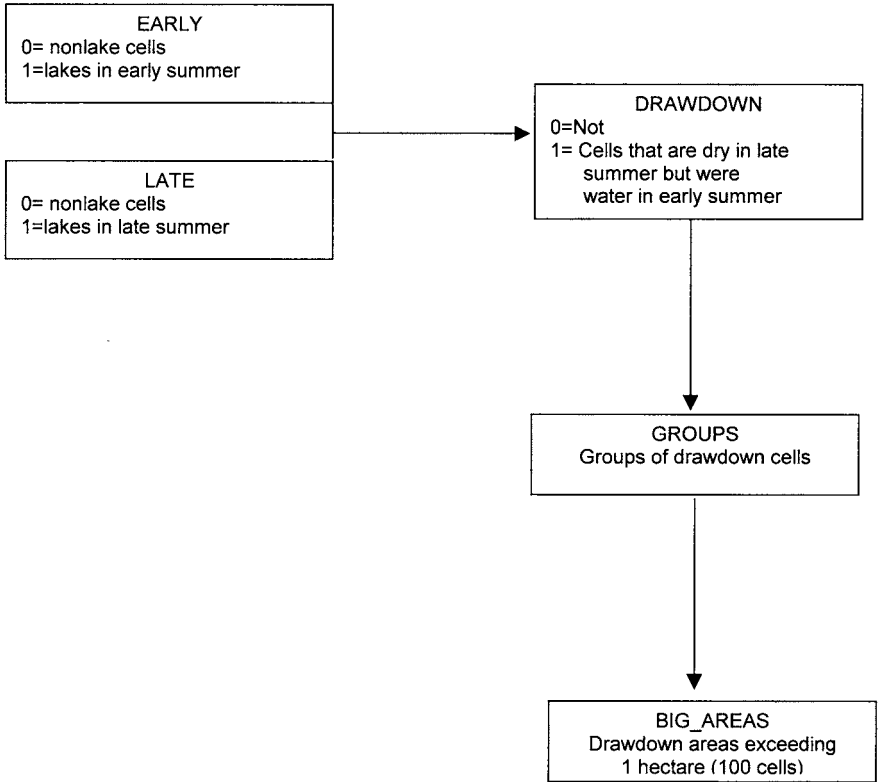 EARLY
0= nonlake cells
1=lakes in early summer
LATE
0= nonlake cells
1=lakes in late summer
DRAWDOWN
0=Not
1= Cells that are dry in late
summer but were
water in early summer
GROUPS
Groups of drawdown cells
BIG_AREAS
Drawdown areas exceeding
1 hectare (100 cells)